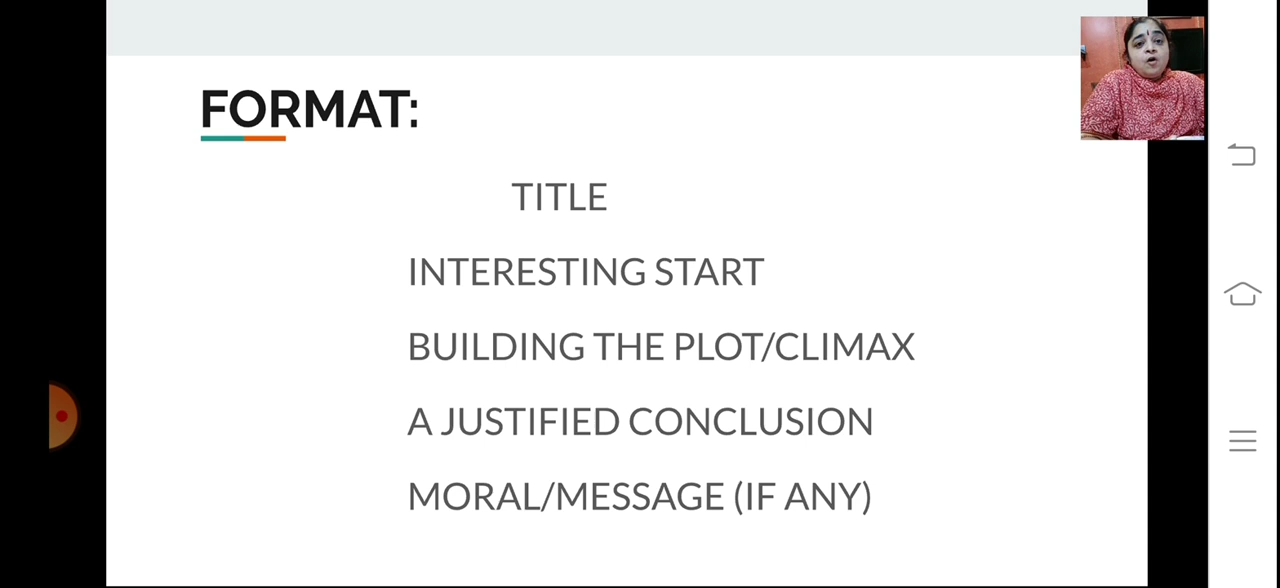 FORMAT:
TITLE
INTERESTING START
BUILDING THE PLOT/CLIMAX
A JUSTIFIED CONCLUSION
MORAL/MESSAGE (IF ANY)